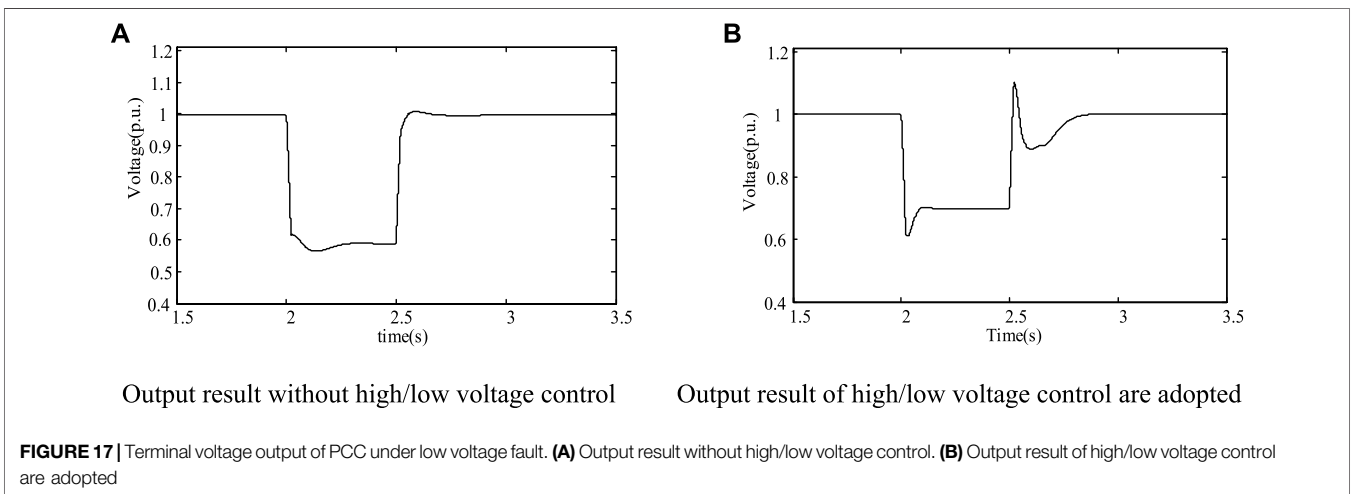 A
1.2
1.1
1
0.9
0.8
0.7
0.6
0.5
0.4
Voltage(p.u.)
1.5 2 2.5 3 3.5
time(s)
Output result without high/low voltage control
B
1.2
1
0.8
0.6
0.4
Voltage(p.u.)
1.5 2 2.5 3 3.5
Time(s)
Output result of high/low voltage control are adopted
FIGURE 17 | Terminal voltage output of PCC under low voltage fault. (A) Output result without high/low voltage control. (B) Output result of high/low voltage control
are adopted